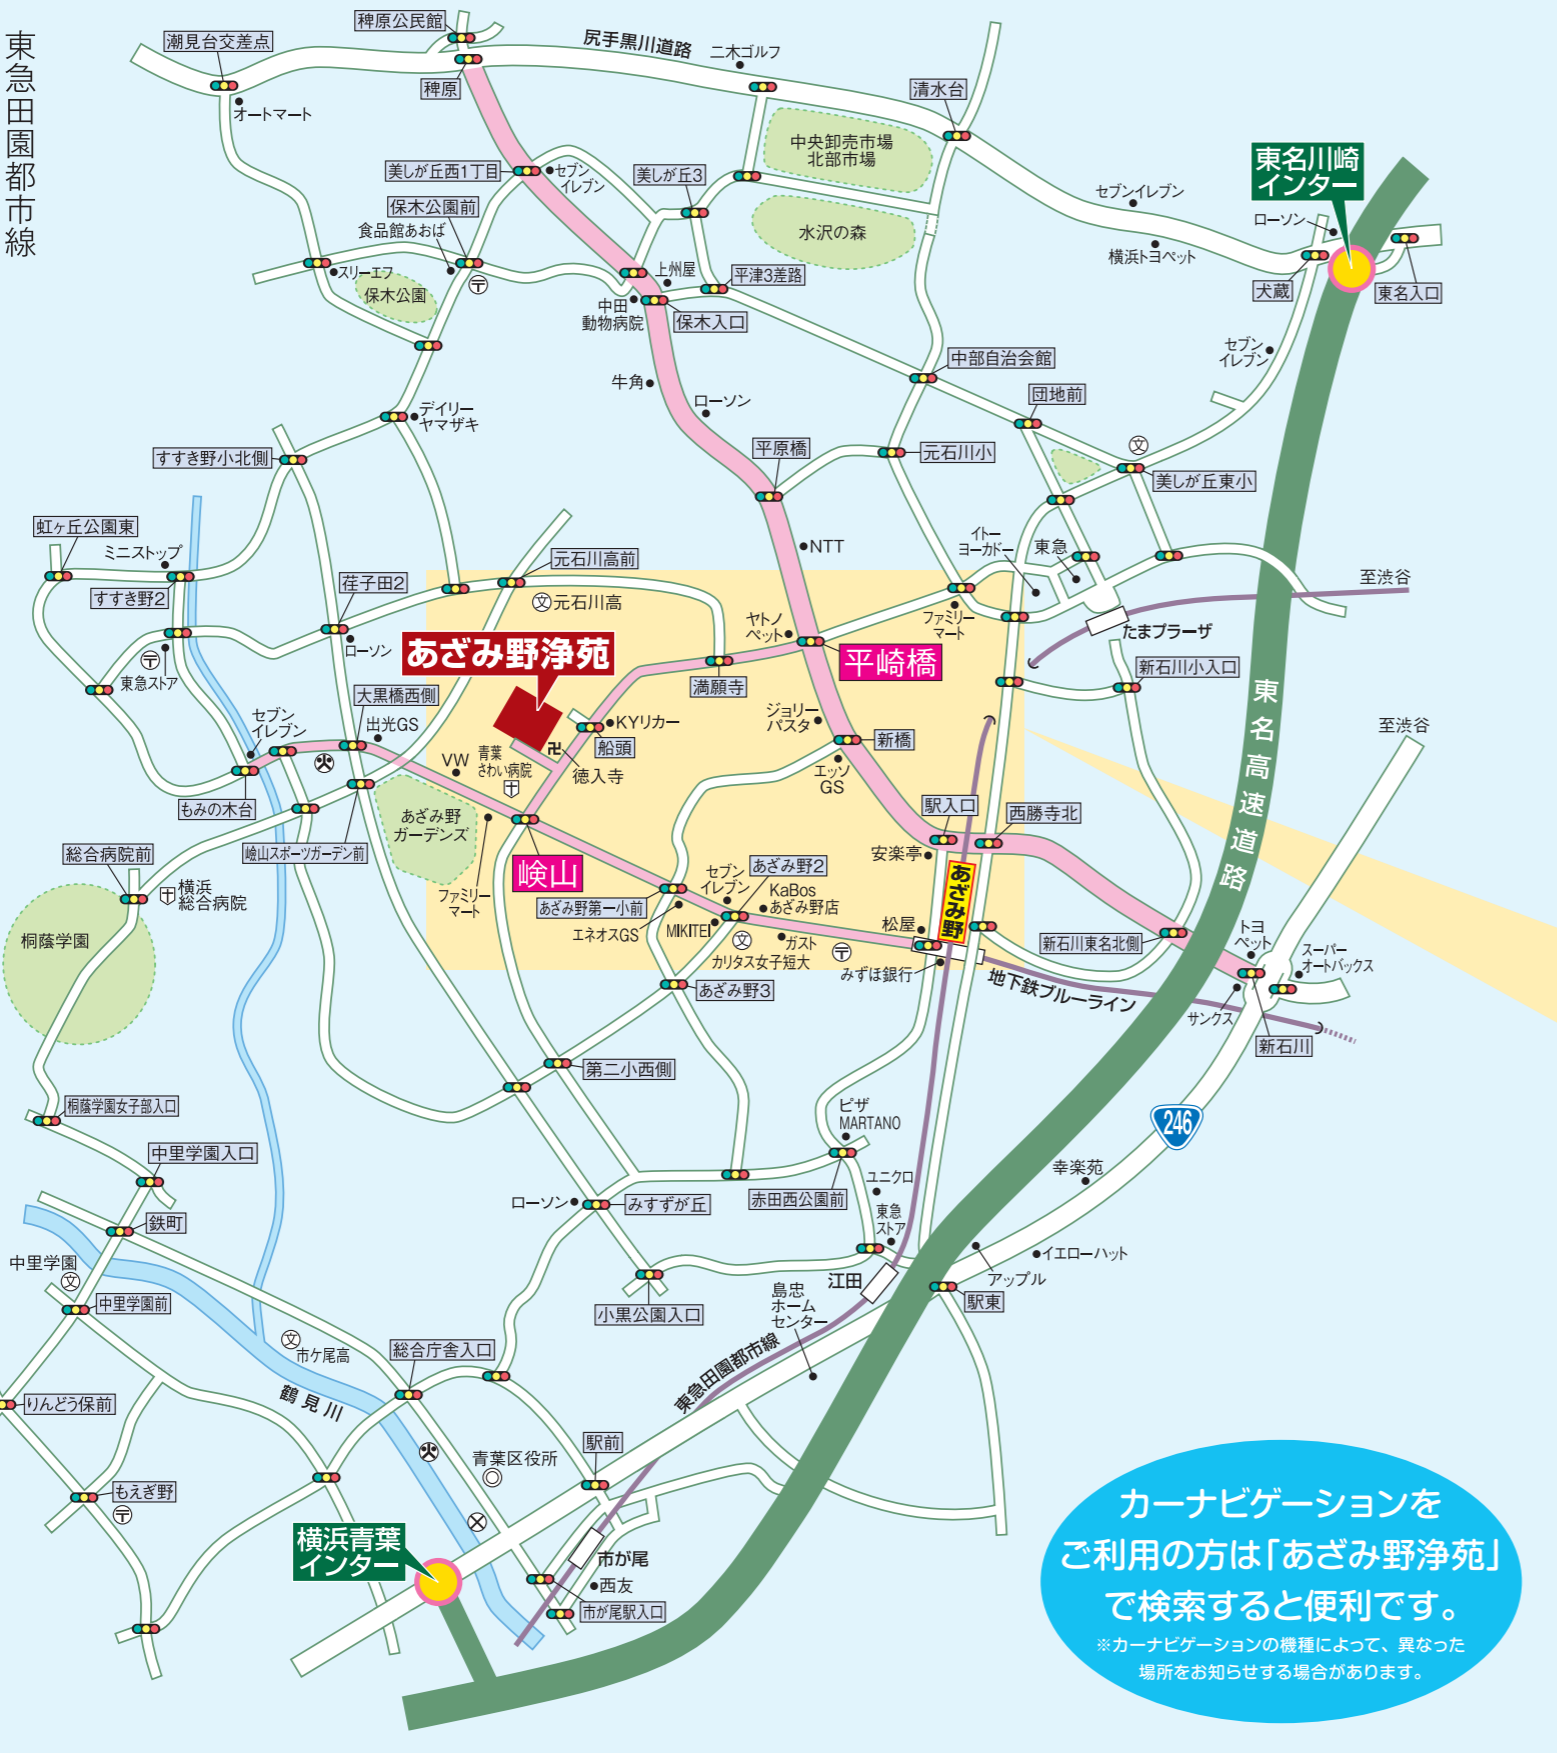 東急田園都市線
稗原公民館
潮見台交差点
尻手黒川道路
二木ゴルフ
稗原
清水台
オートマート
中央卸売市場
北部市場
東名川崎
インター
美しが丘西1丁目
セブン
イレブン
美しが丘3
保木公園前
セブンイレブン
食品館あおば
水沢の森
ローソン
横浜トヨペット
スリーエフ
上州屋
平津3差路
保木公園
犬蔵
東名入口
中田
動物病院
保木入口
セブン
イレブン
中部自治会館
牛角
ローソン
団地前
デイリー
ヤマザキ
すすき野小北側
平原橋
元石川小
文
美しが丘東小
虹ヶ丘公園東
ミニストップ
NTT
イトー
ヨーカドー
東急
元石川高前
至渋谷
すすき野2
荏子田2
文元石川高
ヤトノ
ペット
ファミリー
マート
たまプラーザ
ローソン
あざみ野浄苑
平崎橋
東急ストア
満願寺
新石川小入口
大黒橋西側
東名高速道路
セブン
イレブン
出光GS
KYリカー
ジョリー
パスタ
至渋谷
VW
青葉
さわい病院
船頭
新橋
徳入寺
エッソ
GS
もみの木台
あざみ野
ガーデンズ
駅入口
西勝寺北
嶮山スポーツガーデン前
総合病院前
安楽亭
嶮山
セブン
イレブン
あざみ野2
あざみ野
横浜
総合病院
ファミリー
マート
KaBos
あざみ野店
あざみ野第一小前
松屋
エネオスGS
MIKITEI
ガスト
新石川東名北側
トヨ
ペット
桐蔭学園
文
カリタス女子短大
みずほ銀行
スーパー
オートバックス
地下鉄ブルーライン
あざみ野3
サンクス
新石川
第二小西側
桐蔭学園女子部入口
ピザ
MARTANO
246
中里学園入口
幸楽苑
ユニクロ
ローソン
みすずが丘
赤田西公園前
東急
ストア
鉄町
中里学園
文
イエローハット
江田
アップル
中里学園前
小黒公園入口
島忠
ホーム
センター
駅東
文
市ケ尾高
総合庁舎入口
東急田園都市線
りんどう保前
鶴見川
駅前
青葉区役所
もえぎ野
横浜青葉
インター
市が尾
西友
市が尾駅入口
カーナビゲーションを
ご利用の方は「あざみ野浄苑」
で検索すると便利です。
※カーナビゲーションの機種によって、異なった
場所をお知らせする場合があります。